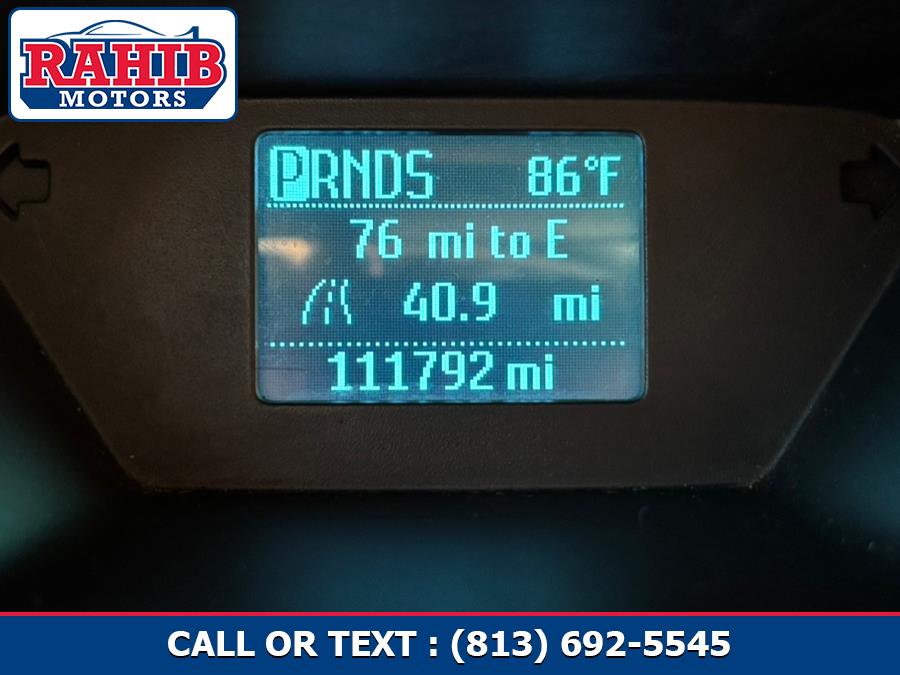 RAHIB
MOTORS
PRNDS 86°F
76 mi to E
40.9 mi
111792 mi
CALL OR TEXT : (813) 692-5545